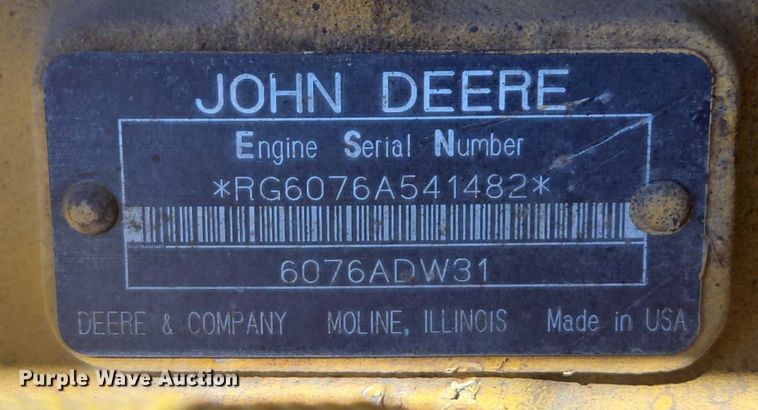 JOHN DEERE
Engine Serial Number
*RG6076A541482*
6076ADW31
DEERE & COMPANY MOLINE, ILLINOIS Made in USA
Purple Wave Auction